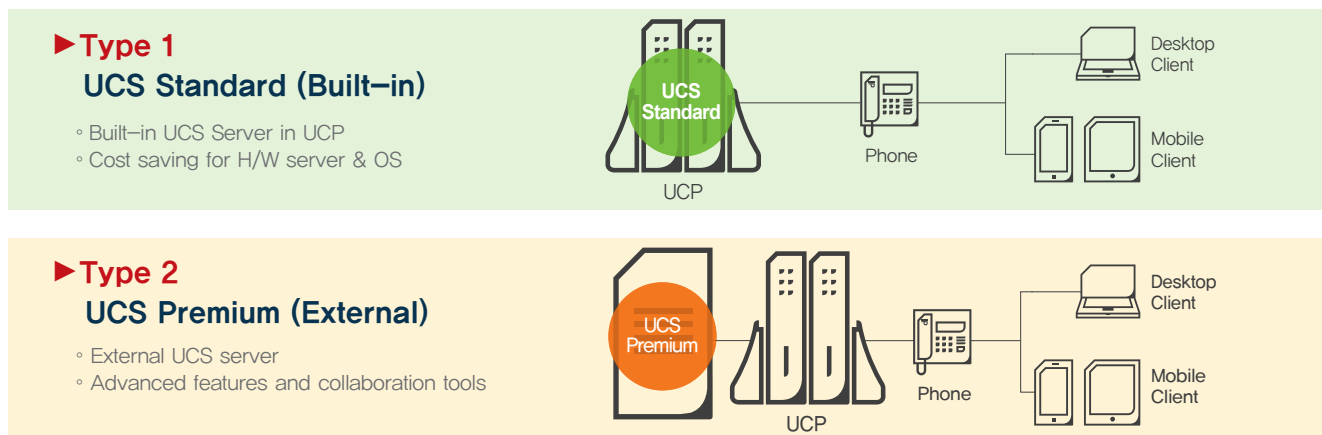 ▶Type 1
UCS Standard (Built-in)
◦ Built-in UCS Server in UCP
◦ Cost saving for H/W server & OS
UCS
Standard
UCP
Phone
Desktop
Client
Mobile
Client
▶Type 2
UCS Premium (External)
◦ External UCS server
◦ Advanced features and collaboration tools
UCS
Premium
UCP
Phone
Desktop
Client
Mobile
Client